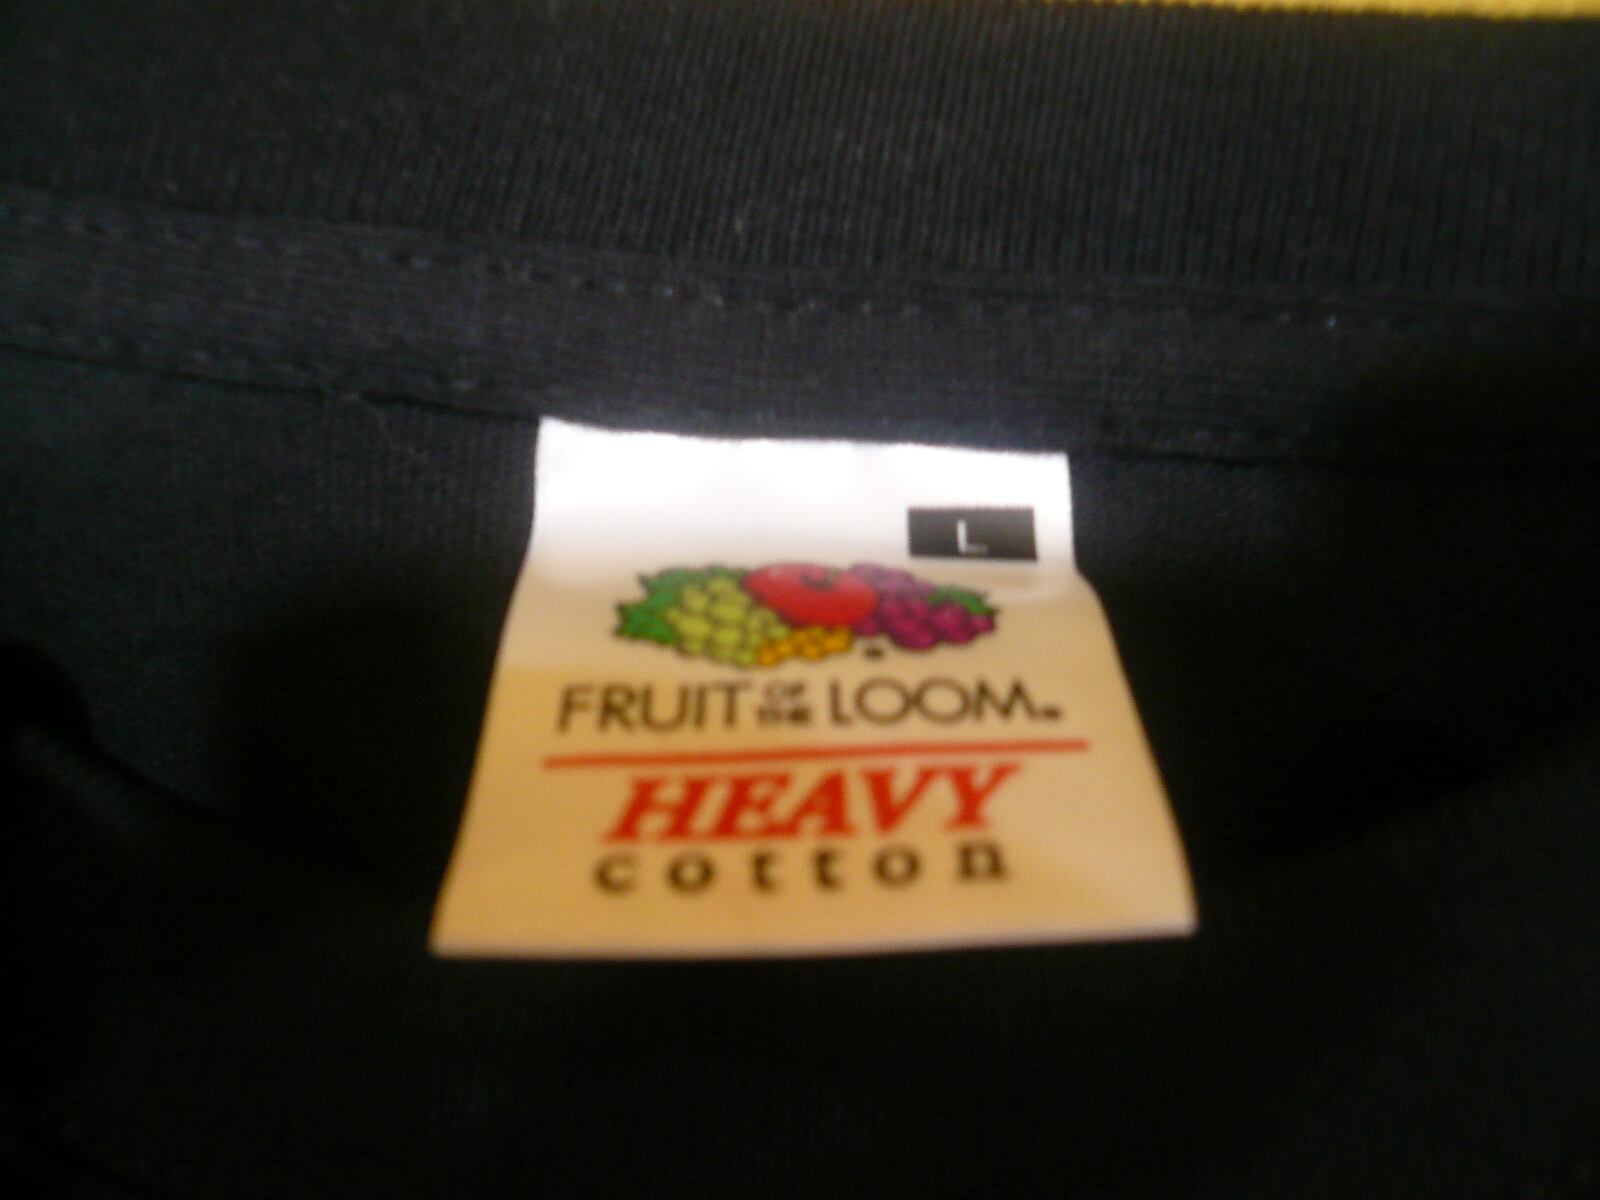 L
FRUIT OF THE LOOM
HEAVY
cotton